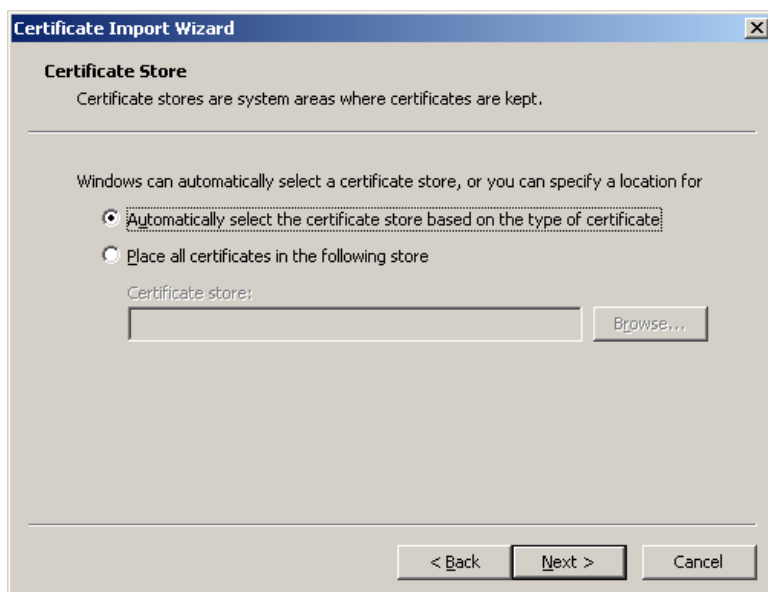 Certificate Import Wizard
Certificate Store
Certificate stores are system areas where certificates are kept.
Windows can automatically select a certificate store, or you can specify a location for
Automatically select the certificate store based on the type of certificate
Place all certificates in the following store
Certificate store:
Browse...
< Back
Next >
Cancel